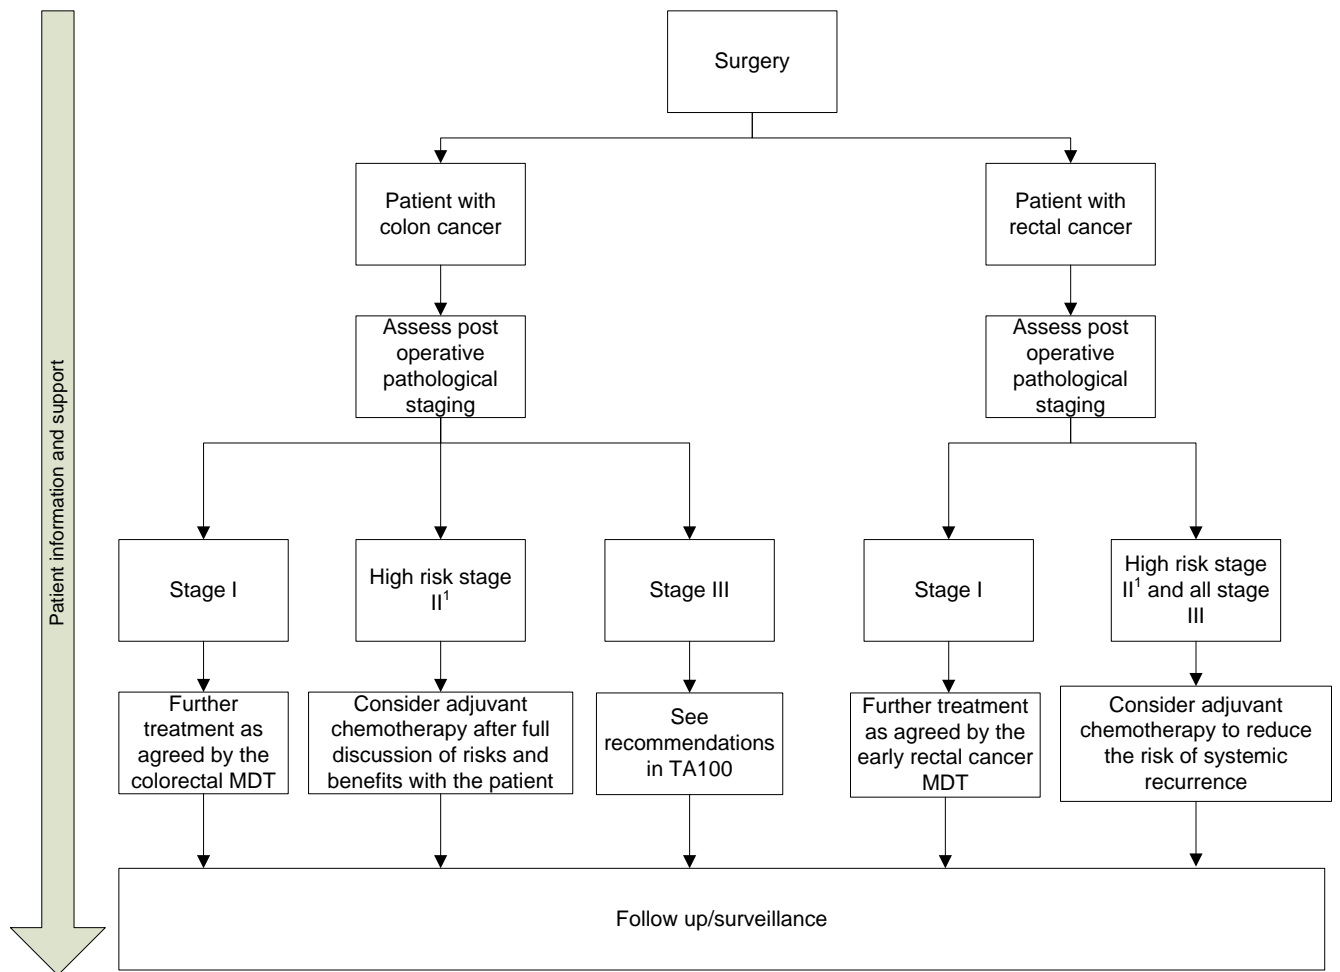 Surgery
Patient with
colon cancer
Patient with
rectal cancer
Assess post
operative
pathological
staging
Assess post
operative
pathological
staging
Patient information and support
Stage I
High risk stage
II¹
Stage III
Stage I
High risk stage
II¹ and all stage
III
Further
treatment as
agreed by the
colorectal MDT
Consider adjuvant
chemotherapy after full
discussion of risks and
benefits with the patient
See
recommendations
in TA100
Further treatment
as agreed by the
early rectal cancer
MDT
Consider adjuvant
chemotherapy to reduce
the risk of systemic
recurrence
Follow up/surveillance